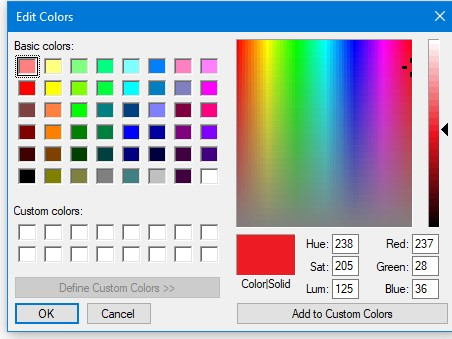 Edit Colors
Basic colors:
Custom colors:
Define Custom Colors >>
OK Cancel
Color|Solid
Hue: 238 Red: 237
Sat: 205 Green: 28
Lum: 125 Blue: 36
Add to Custom Colors